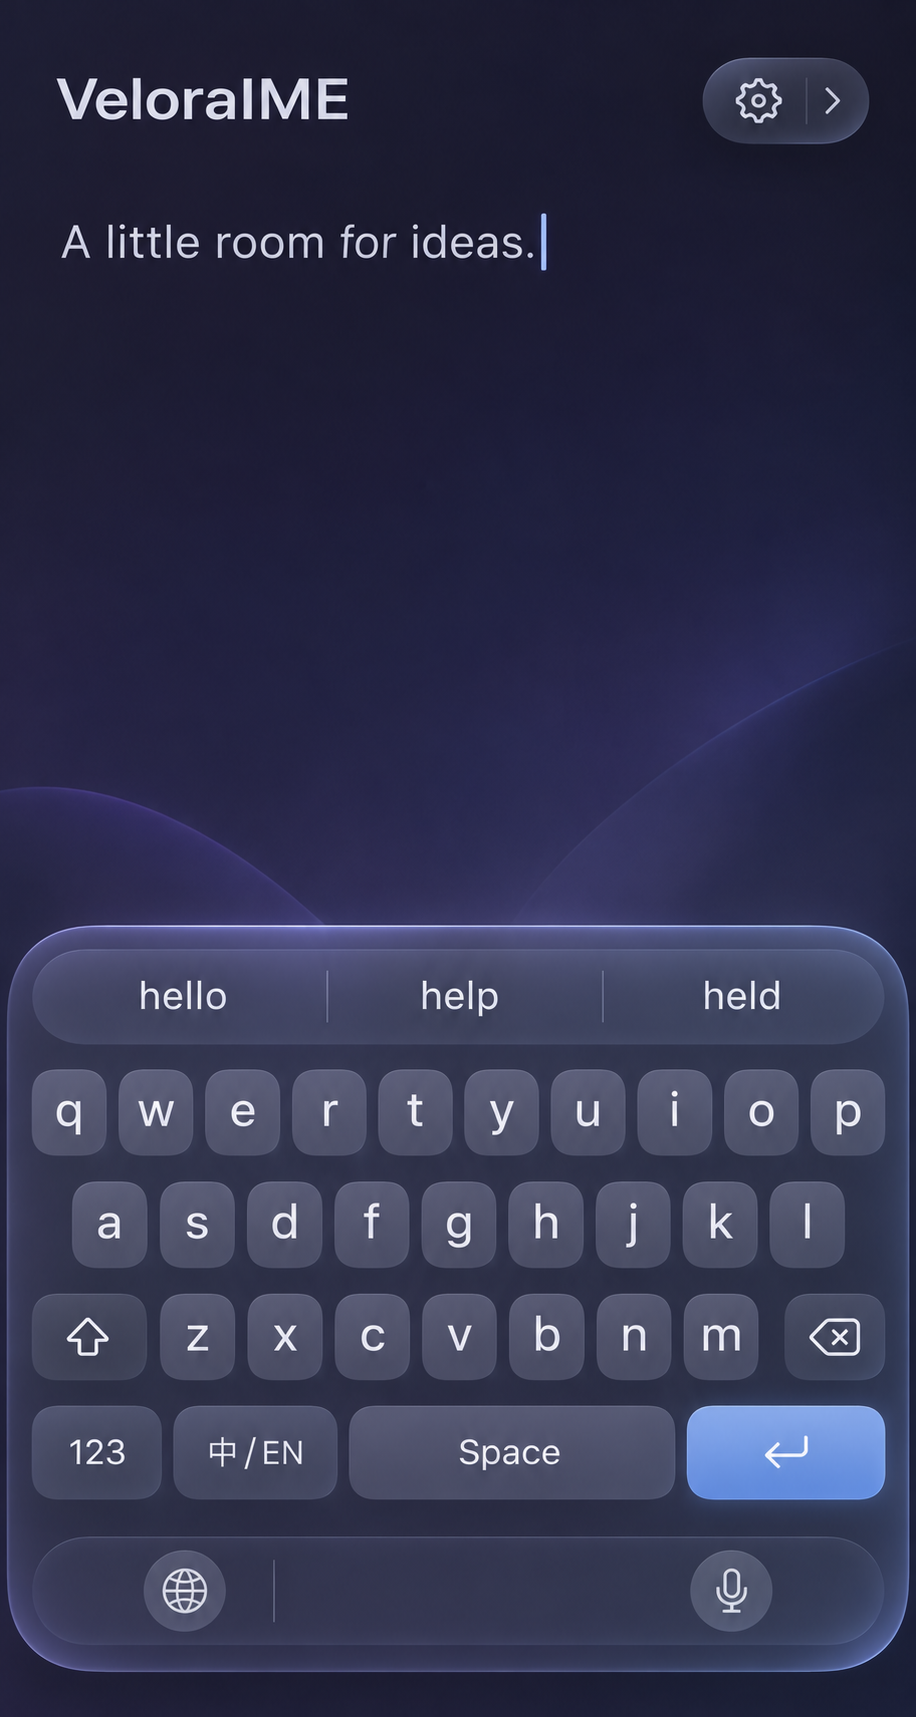 VeloraIME
A little room for ideas.
hello help held
q w e r t y u i o p
a s d f g h j k l
z x c v b n m
123 中/EN Space